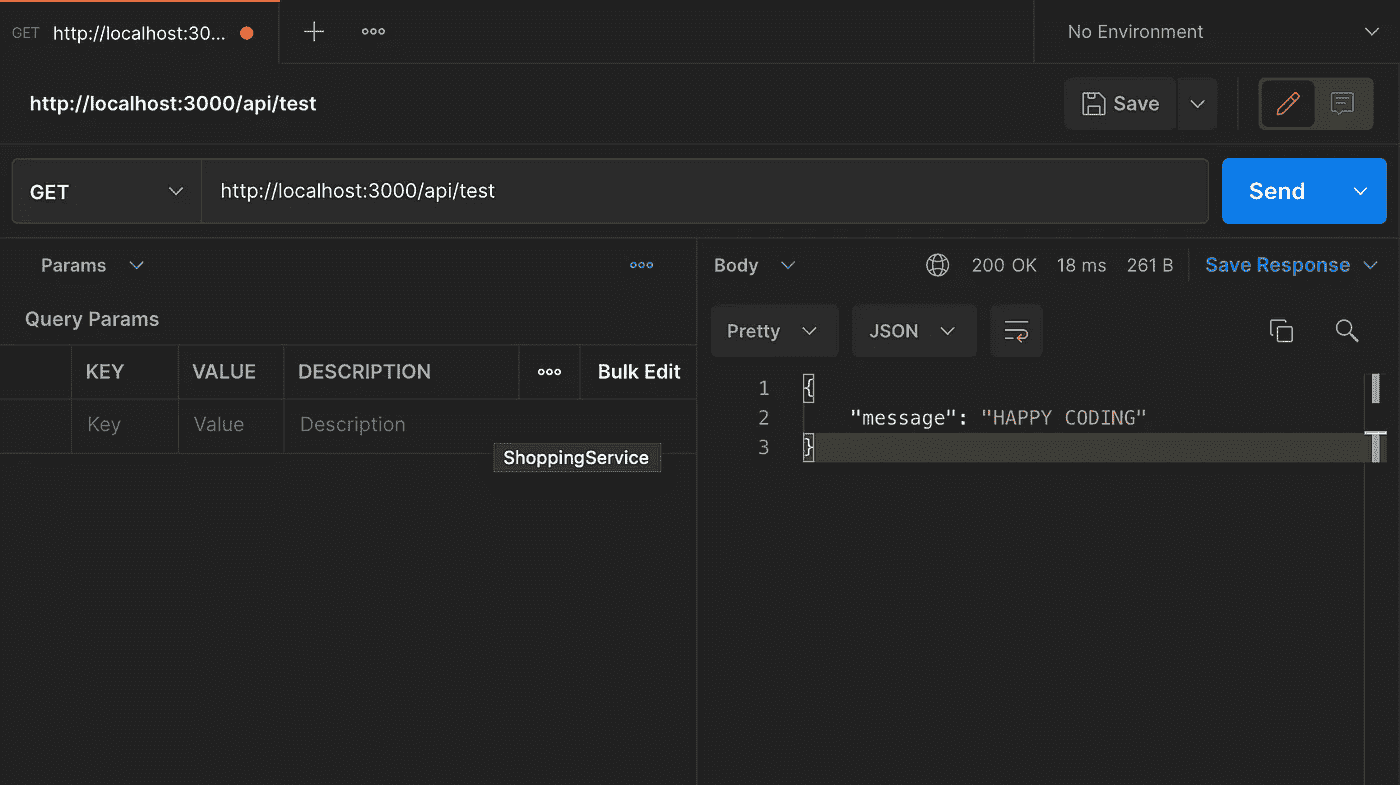 GET http://localhost:30... No Environment
http://localhost:3000/api/test Save
GET http://localhost:3000/api/test Send
Params Body 200 OK 18 ms 261 B Save Response
Query Params
Pretty JSON
KEY VALUE DESCRIPTION Bulk Edit
Key Value Description
ShoppingService
1 {
2 "message": "HAPPY CODING"
3 }